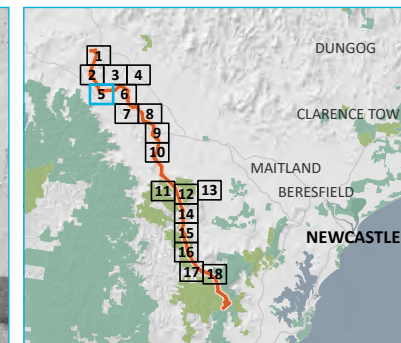 DUNGOG
1
2 3 4
5 6
CLARENCE TOW
7 8
9
10
MAITLAND
11 12 13
BERESFIELD
14
15
NEWCASTLE
16
17 18